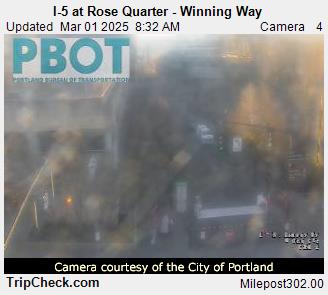 I-5 at Rose Quarter - Winning Way
Updated Mar 01 2025 8:32 AM Camera 4
PBOT
PORTLAND BUREAU OF TRANSPORTATION
Camera courtesy of the City of Portland
TripCheck.com Milepost302.00